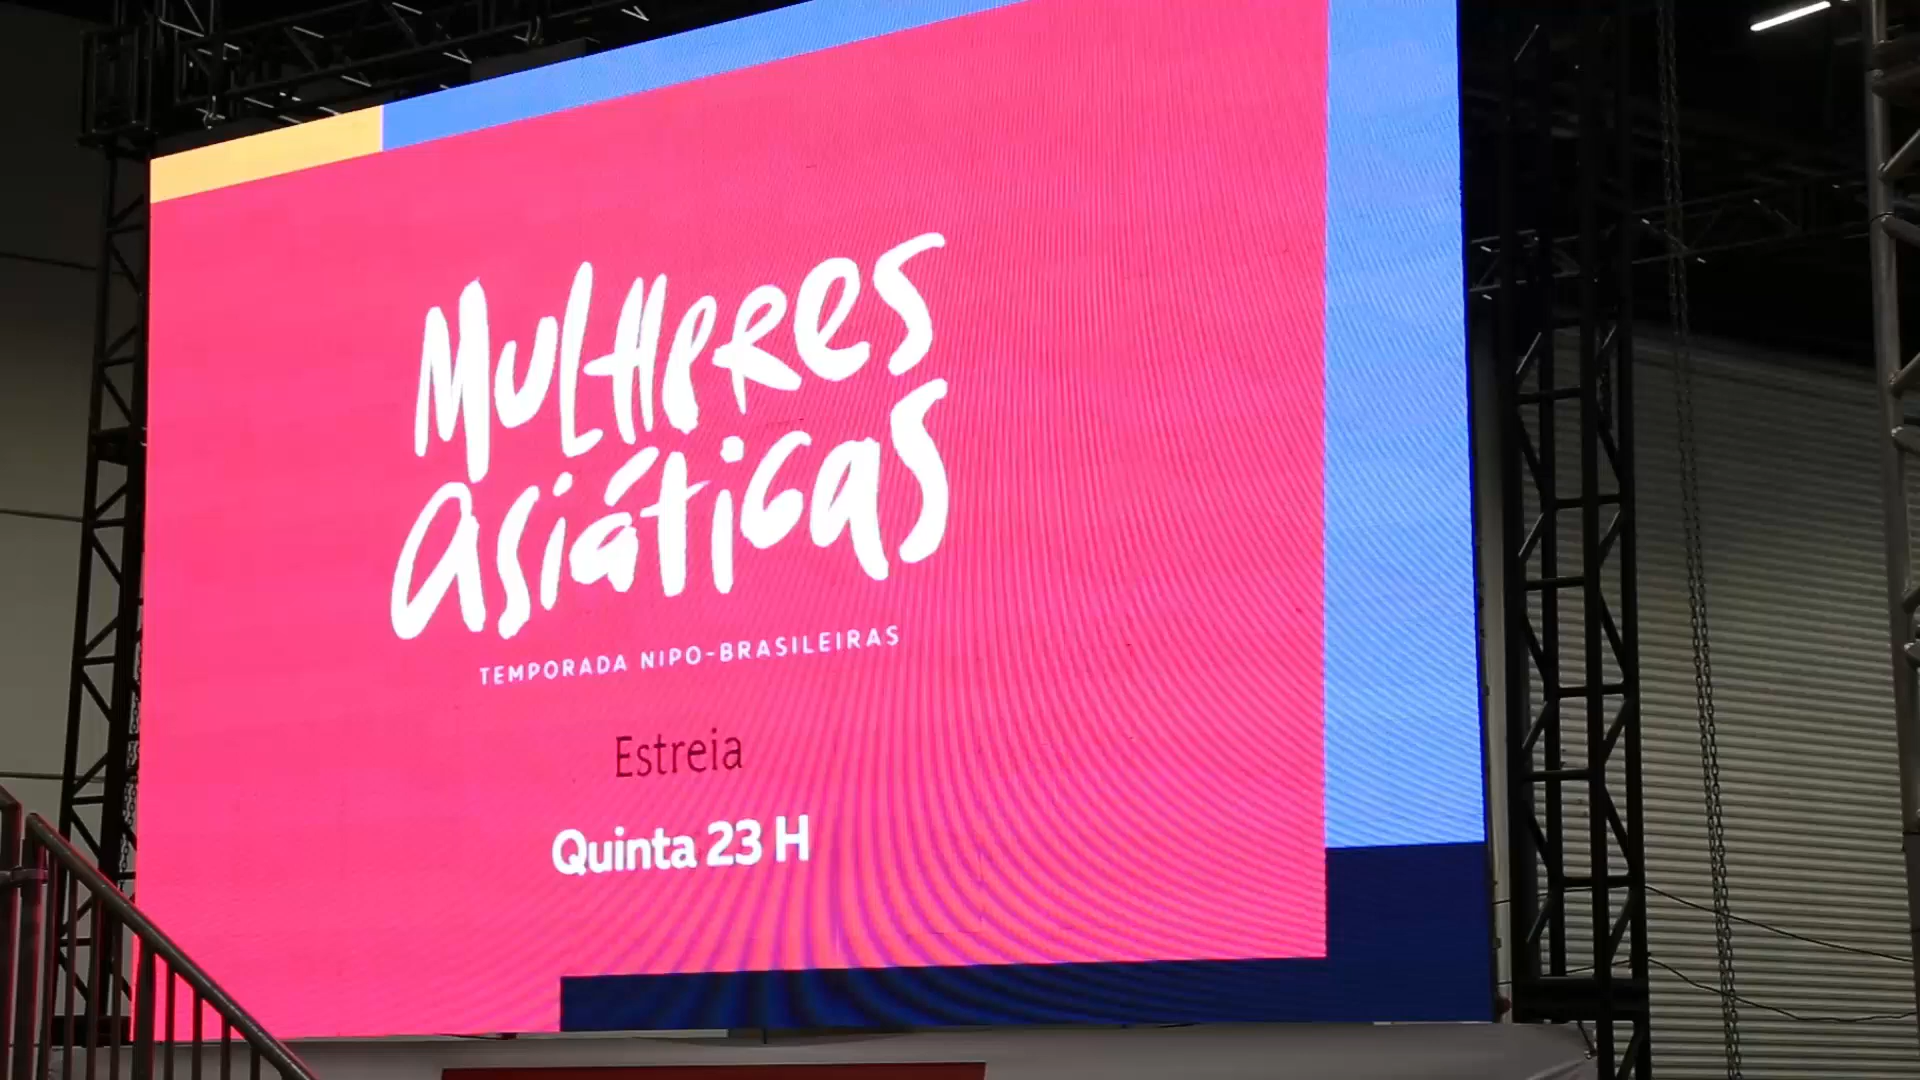 Mulheres
asiáticas
TEMPORADA NIPO-BRASILEIRAS
Estreia
Quinta 23 H